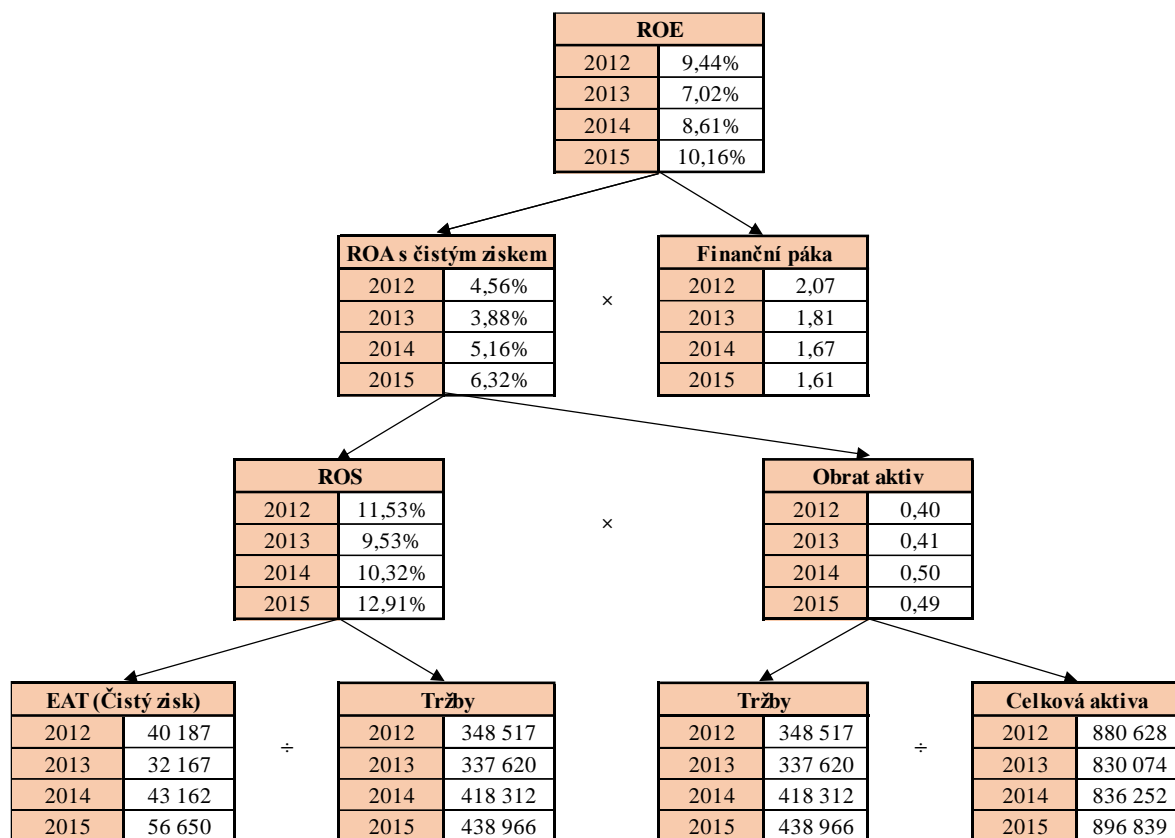 ROE
2012 9,44%
2013 7,02%
2014 8,61%
2015 10,16%
ROA s čistým ziskem
2012 4,56%
2013 3,88%
2014 5,16%
2015 6,32%
×
Finanční páka
2012 2,07
2013 1,81
2014 1,67
2015 1,61
ROS
2012 11,53%
2013 9,53%
2014 10,32%
2015 12,91%
×
Obrat aktiv
2012 0,40
2013 0,41
2014 0,50
2015 0,49
EAT (Čistý zisk)
2012 40 187
2013 32 167
2014 43 162
2015 56 650
÷
Tržby
2012 348 517
2013 337 620
2014 418 312
2015 438 966
Tržby
2012 348 517
2013 337 620
2014 418 312
2015 438 966
÷
Celková aktiva
2012 880 628
2013 830 074
2014 836 252
2015 896 839